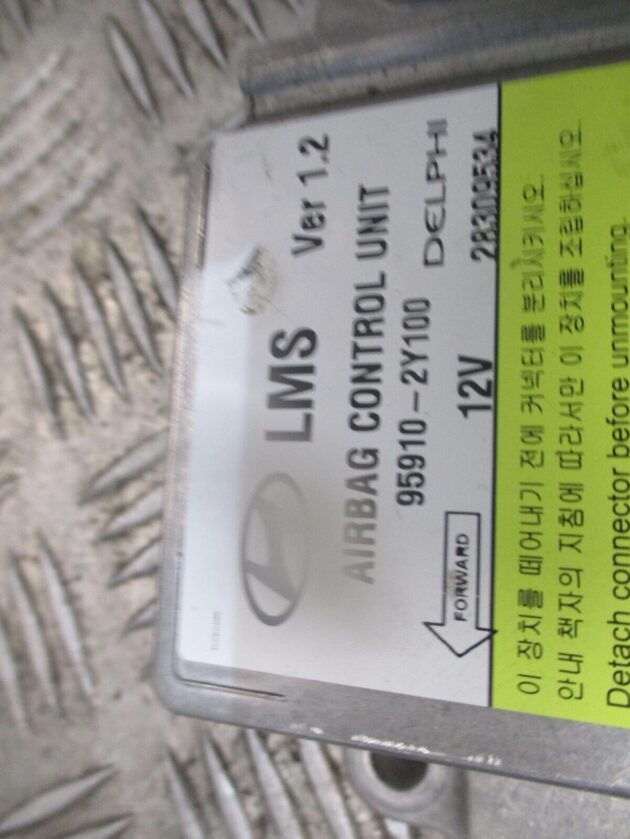 LMS Ver 1.2
AIRBAG CONTROL UNIT
95910-2Y100 DELPHI
12V 28309534
FORWARD
이 장치를 떼어내기 전에 커넥터를 분리시키시오.
안내 책자의 지침에 따라서만 이 장치를 조립하십시오.
Detach connector before unmounting.